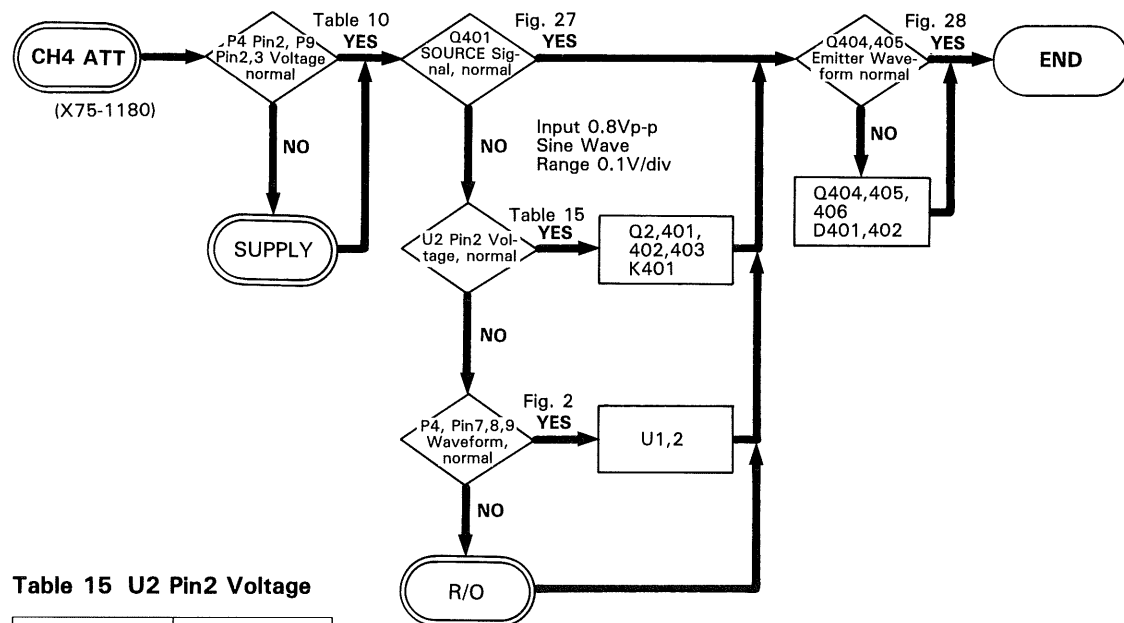 CH4 ATT
(X75-1180)
P4 Pin2, P9
Pin2,3 Voltage
normal
Table 10
YES
NO
SUPPLY
Q401
SOURCE Sig-
nal, normal
Fig. 27
YES
NO
Input 0.8Vp-p
Sine Wave
Range 0.1V/div
U2 Pin2 Vol-
tage, normal
Table 15
YES
Q2,401,
402,403
K401
NO
P4, Pin7,8,9
Waveform,
normal
Fig. 2
YES
U1,2
NO
R/O
Q404,405
Emitter Wave-
form normal
Fig. 28
YES
NO
Q404,405,
406
D401,402
END
Table 15 U2 Pin2 Voltage